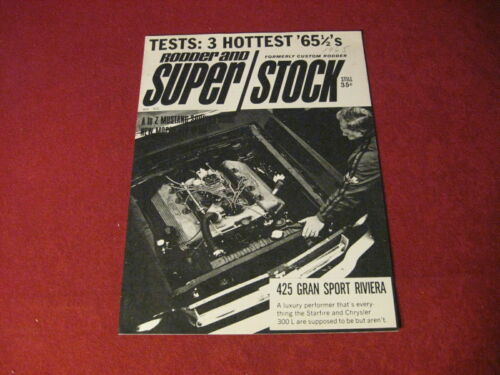 TESTS: 3 HOTTEST '65½'s
RODDER AND
FORMERLY CUSTOM RODDER
SUPER/STOCK
STILL
35¢
A to Z MUSTANG
NEW
425 GRAN SPORT RIVIERA
A luxury performer that's every-
thing the Starfire and Chrysler
300 L are supposed to be but aren't.